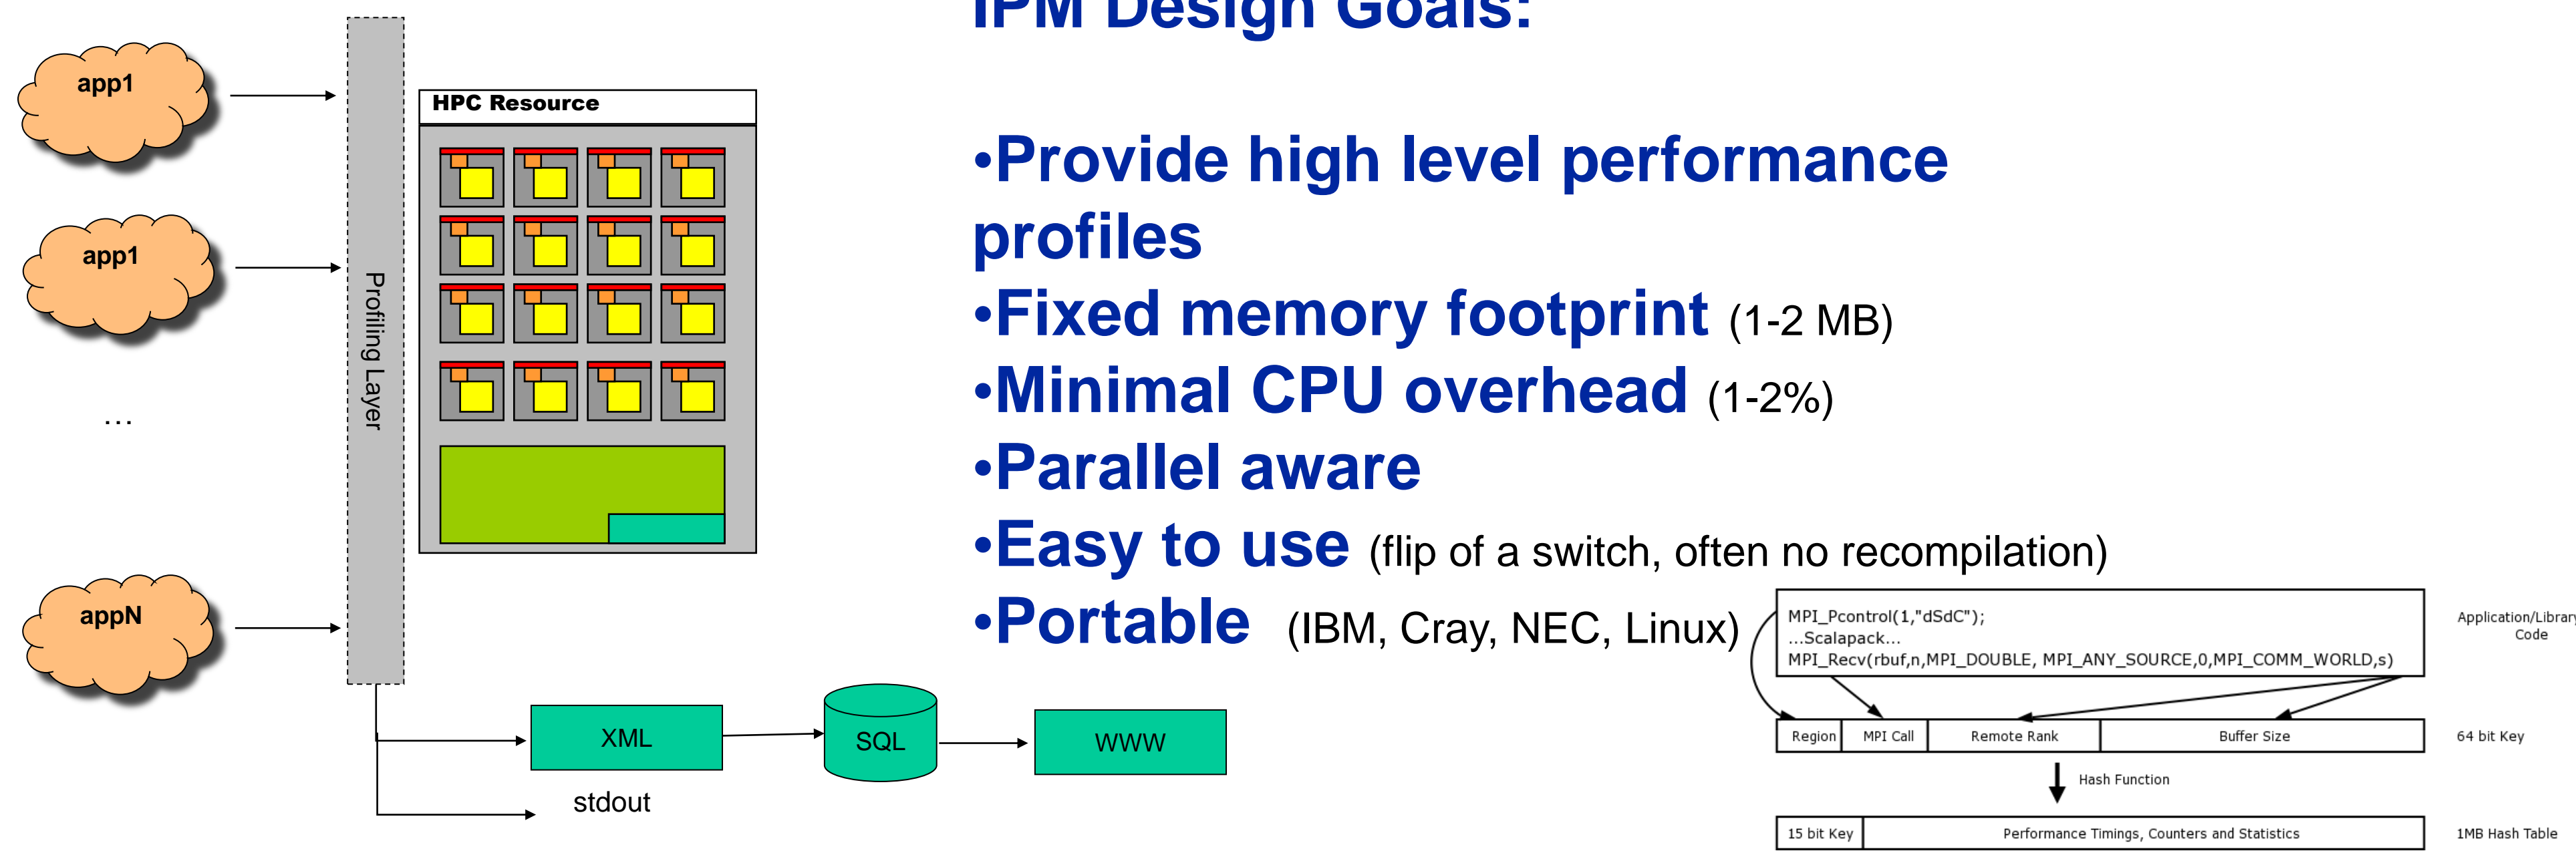 IPM Design Goals:
app1
HPC Resource
•Provide high level performance
profiles
app1
Profiling Layer
•Fixed memory footprint (1-2 MB)
•Minimal CPU overhead (1-2%)
...
•Parallel aware
•Easy to use (flip of a switch, often no recompilation)
appN
•Portable (IBM, Cray, NEC, Linux)
MPI_Pcontrol(1,"dSdC");
...Scalapack...
MPI_Recv(rbuf,n,MPI_DOUBLE, MPI_ANY_SOURCE,0,MPI_COMM_WORLD,s)
Application/Library
Code
XML
SQL
WWW
Region
MPI Call
Remote Rank
Buffer Size
64 bit Key
Hash Function
stdout
15 bit Key
Performance Timings, Counters and Statistics
1MB Hash Table